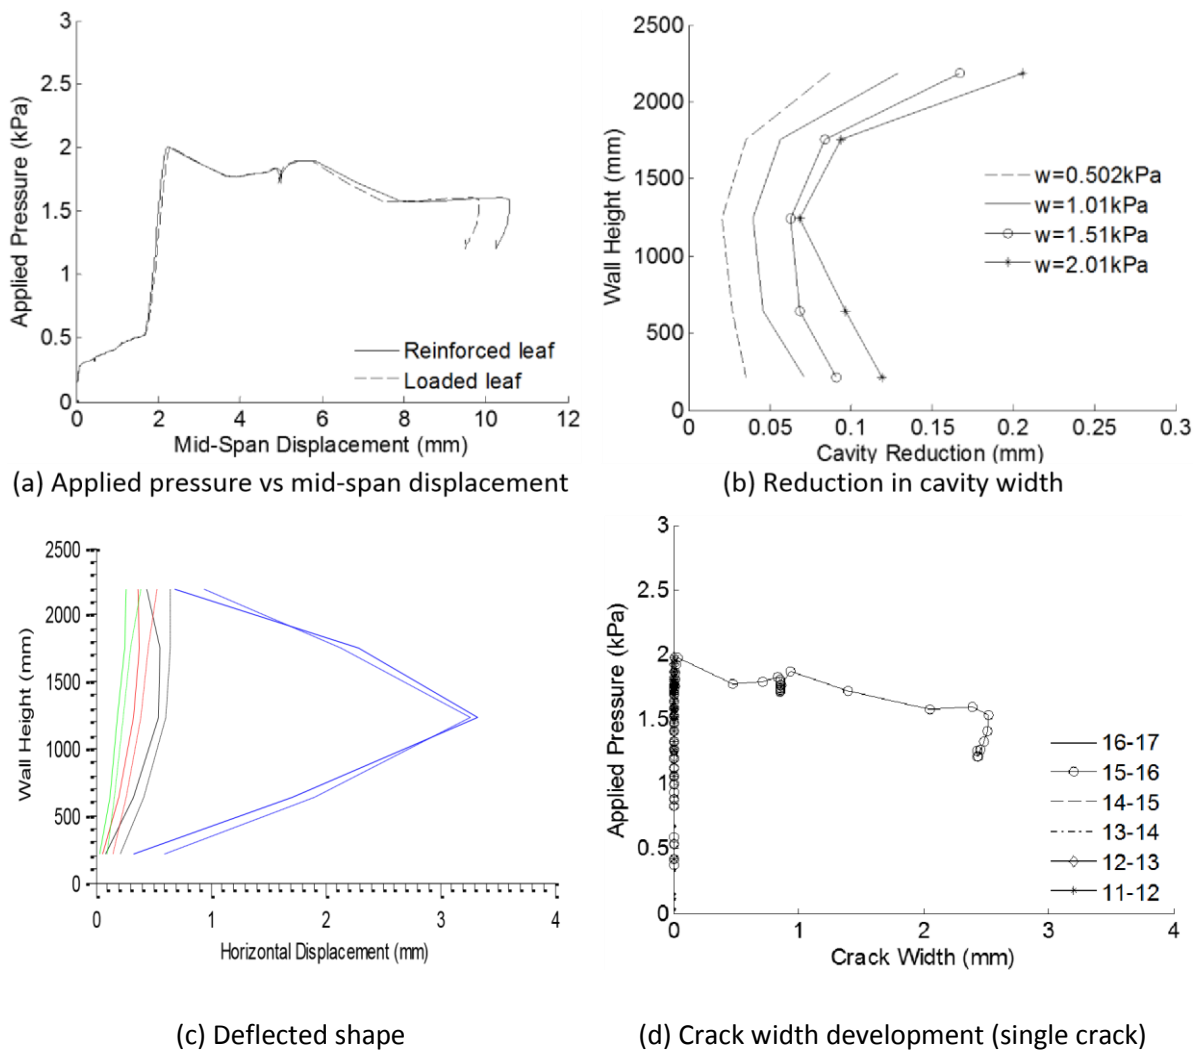 3
2.5
2
1.5
1
0.5
0
Applied Pressure (kPa)
Reinforced leaf
Loaded leaf
0 2 4 6 8 10 12
Mid-Span Displacement (mm)
(a) Applied pressure vs mid-span displacement
2500
2000
1500
1000
500
0
Wall Height (mm)
w=0.502kPa
w=1.01kPa
w=1.51kPa
w=2.01kPa
0 0.05 0.1 0.15 0.2 0.25 0.3
Cavity Reduction (mm)
(b) Reduction in cavity width
2500
2000
1500
1000
500
0
Wall Height (mm)
0 1 2 3 4
Horizontal Displacement (mm)
(c) Deflected shape
3
2.5
2
1.5
1
0.5
0
Applied Pressure (kPa)
16-17
15-16
14-15
13-14
12-13
11-12
0 1 2 3 4
Crack Width (mm)
(d) Crack width development (single crack)